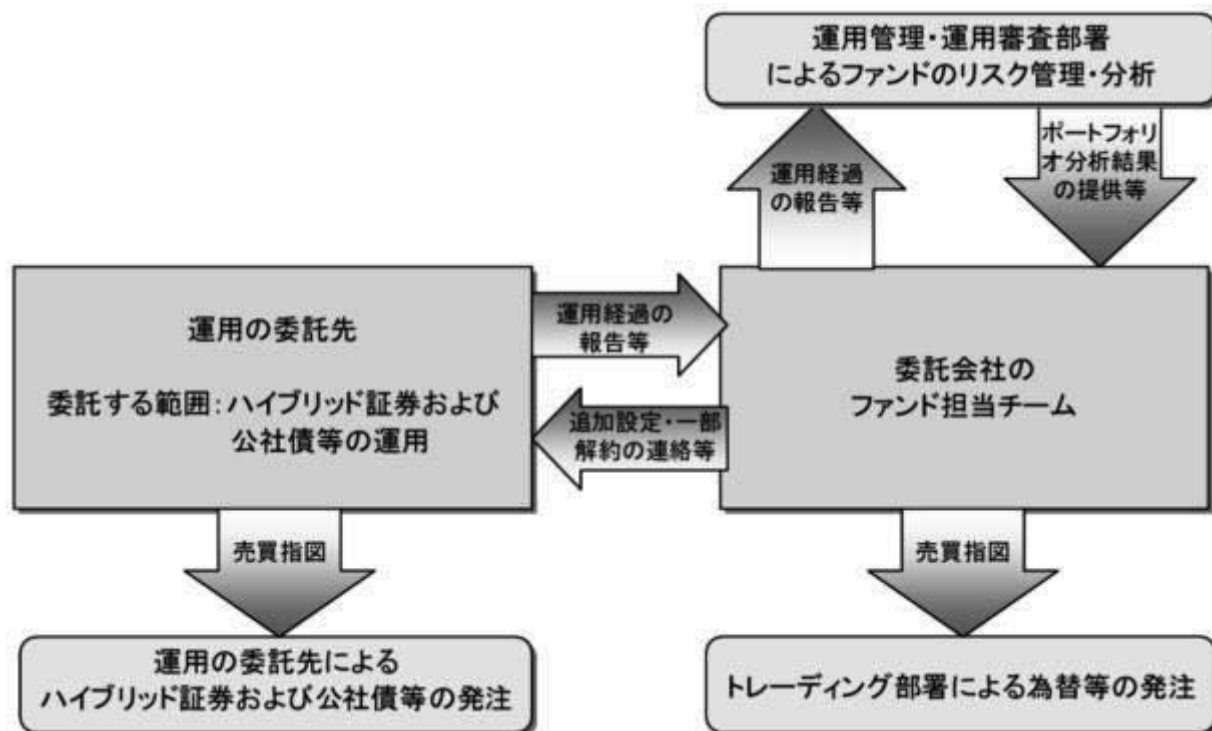 運用管理・運用審査部署
によるファンドのリスク管理・分析
運用経過
の報告等
ポートフォリ
オ分析結果
の提供等
運用の委託先
委託する範囲：ハイブリッド証券および
公社債等の運用
運用経過の
報告等
追加設定・一部
解約の連絡等
委託会社の
ファンド担当チーム
売買指図
売買指図
運用の委託先による
ハイブリッド証券および公社債等の発注
トレーディング部署による為替等の発注